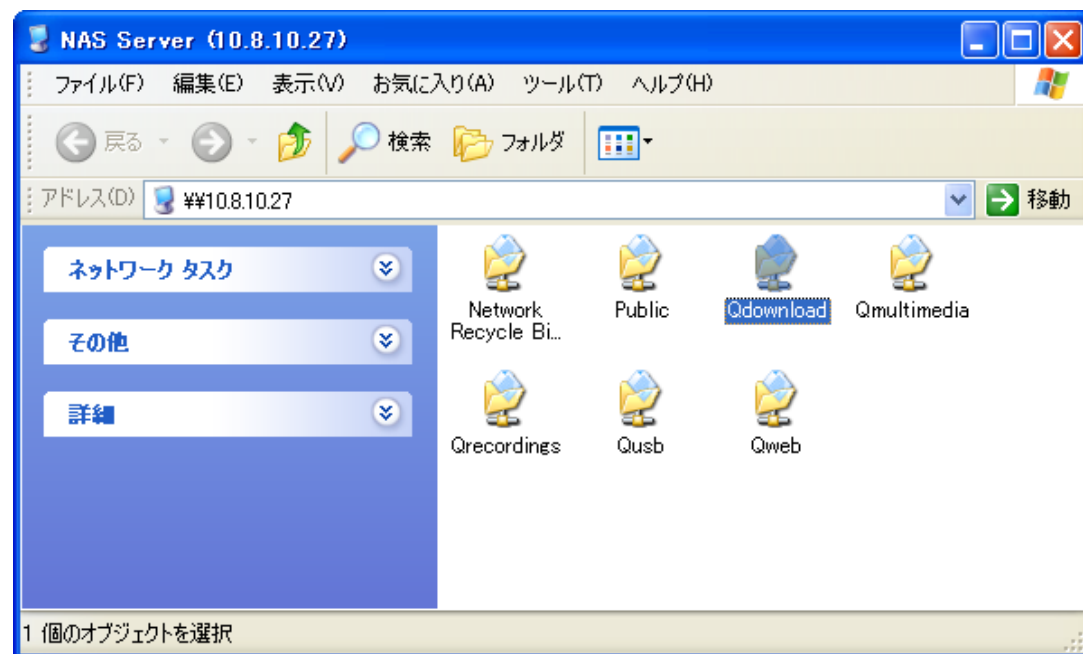 NAS Server (10.8.10.27)
ファイル(F) 編集(E) 表示(V) お気に入り(A) ツール(T) ヘルプ(H)
戻る 検索 フォルダ
アドレス(D) ¥¥10.8.10.27 移動
ネットワーク タスク
その他
詳細
Network Recycle Bi... Public Qdownload Qmultimedia
Qrecordings Qusb Qweb
1 個のオブジェクトを選択